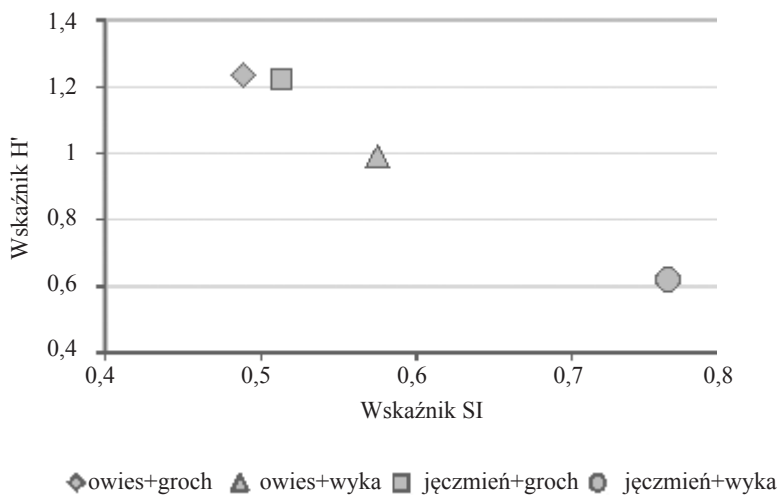 1,4
1,2
1
0,8
0,6
0,4
Wskaźnik H'
0,4 0,5 0,6 0,7 0,8
Wskaźnik SI
owies+groch owies+wyka jęczmień+groch jęczmień+wyka